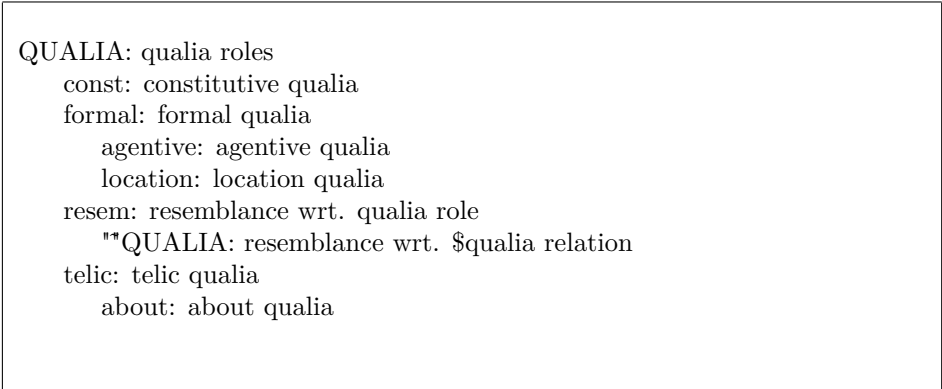 QUALIA: qualia roles
const: constitutive qualia
formal: formal qualia
agentive: agentive qualia
location: location qualia
resem: resemblance wrt. qualia role
"*"QUALIA: resemblance wrt. $qualia relation
telic: telic qualia
about: about qualia